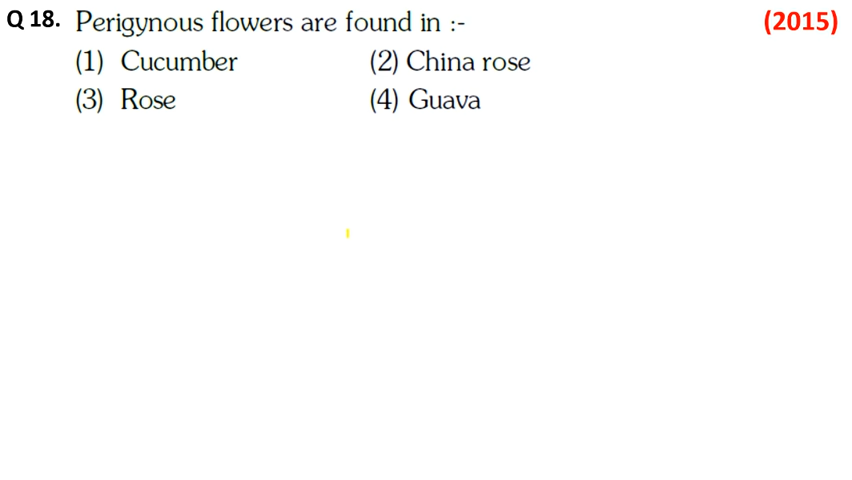 Q 18. Perigynous flowers are found in :- (2015)
(1) Cucumber (2) China rose
(3) Rose (4) Guava